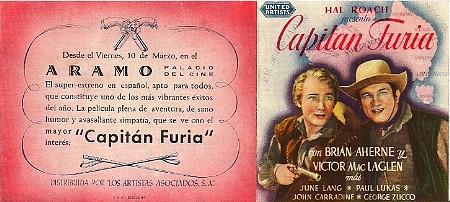 Desde el Viernes, 10 de Marzo, en el
ARAMO PALACIO
DEL CINE
El super-estreno en español, apto para todos,
que constituye uno de los más vibrantes éxitos
del año. La película plena de aventura, de sano
humor y avasallante simpatía, que se ve con el
mayor
interés: "Capitán Furia"
DISTRIBUIDA POR "LOS ARTISTAS ASOCIADOS, S.A."
UNITED
ARTISTS
HAL ROACH
presenta a
Capitan Furia
con BRIAN AHERNE y
VICTOR Mac LAGLEN
más
JUNE LANG * PAUL LUKAS *
JOHN CARRADINE * GEORGE ZUCCO